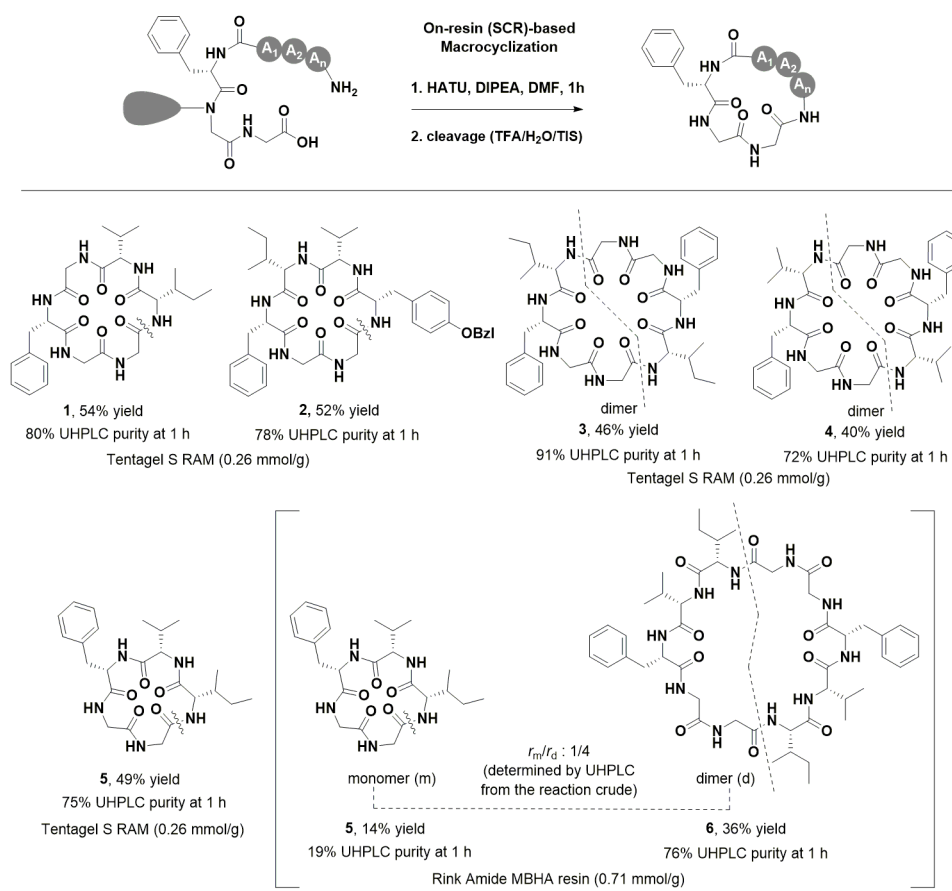 On-resin (SCR)-based
Macrocyclization
1. HATU, DIPEA, DMF, 1h
2. cleavage (TFA/H2O/TIS)
A1 A2 An
NH2
OH
A1 A2 An
OBzl
1, 54% yield
80% UHPLC purity at 1 h
2, 52% yield
78% UHPLC purity at 1 h
Tentagel S RAM (0.26 mmol/g)
dimer
3, 46% yield
91% UHPLC purity at 1 h
dimer
4, 40% yield
72% UHPLC purity at 1 h
Tentagel S RAM (0.26 mmol/g)
5, 49% yield
75% UHPLC purity at 1 h
Tentagel S RAM (0.26 mmol/g)
monomer (m)
rm/rd : 1/4
(determined by UHPLC
from the reaction crude)
dimer (d)
5, 14% yield
19% UHPLC purity at 1 h
6, 36% yield
76% UHPLC purity at 1 h
Rink Amide MBHA resin (0.71 mmol/g)